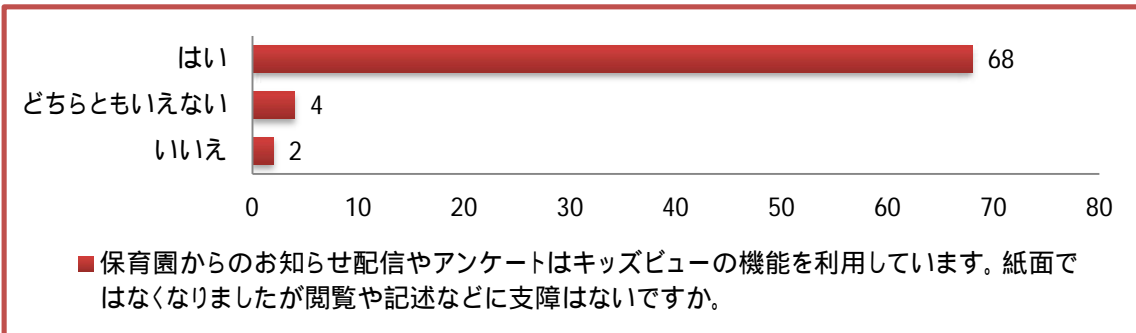 はい
68
どちらともいえない
4
いいえ
2
0 10 20 30 40 50 60 70 80
■保育園からのお知らせ配信やアンケートはキッズビューの機能を利用しています。紙面で
はなくなりましたが閲覧や記述などに支障はないですか。